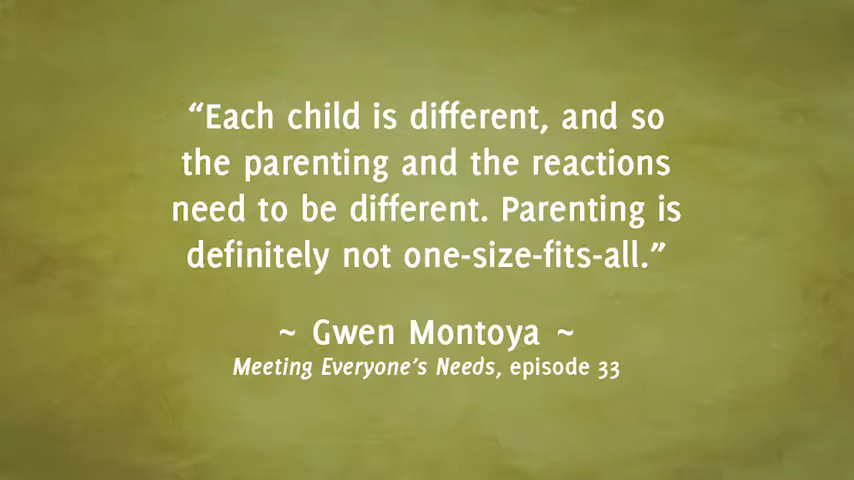 “Each child is different, and so
the parenting and the reactions
need to be different. Parenting is
definitely not one-size-fits-all.”
~ Gwen Montoya ~
Meeting Everyone’s Needs, episode 33